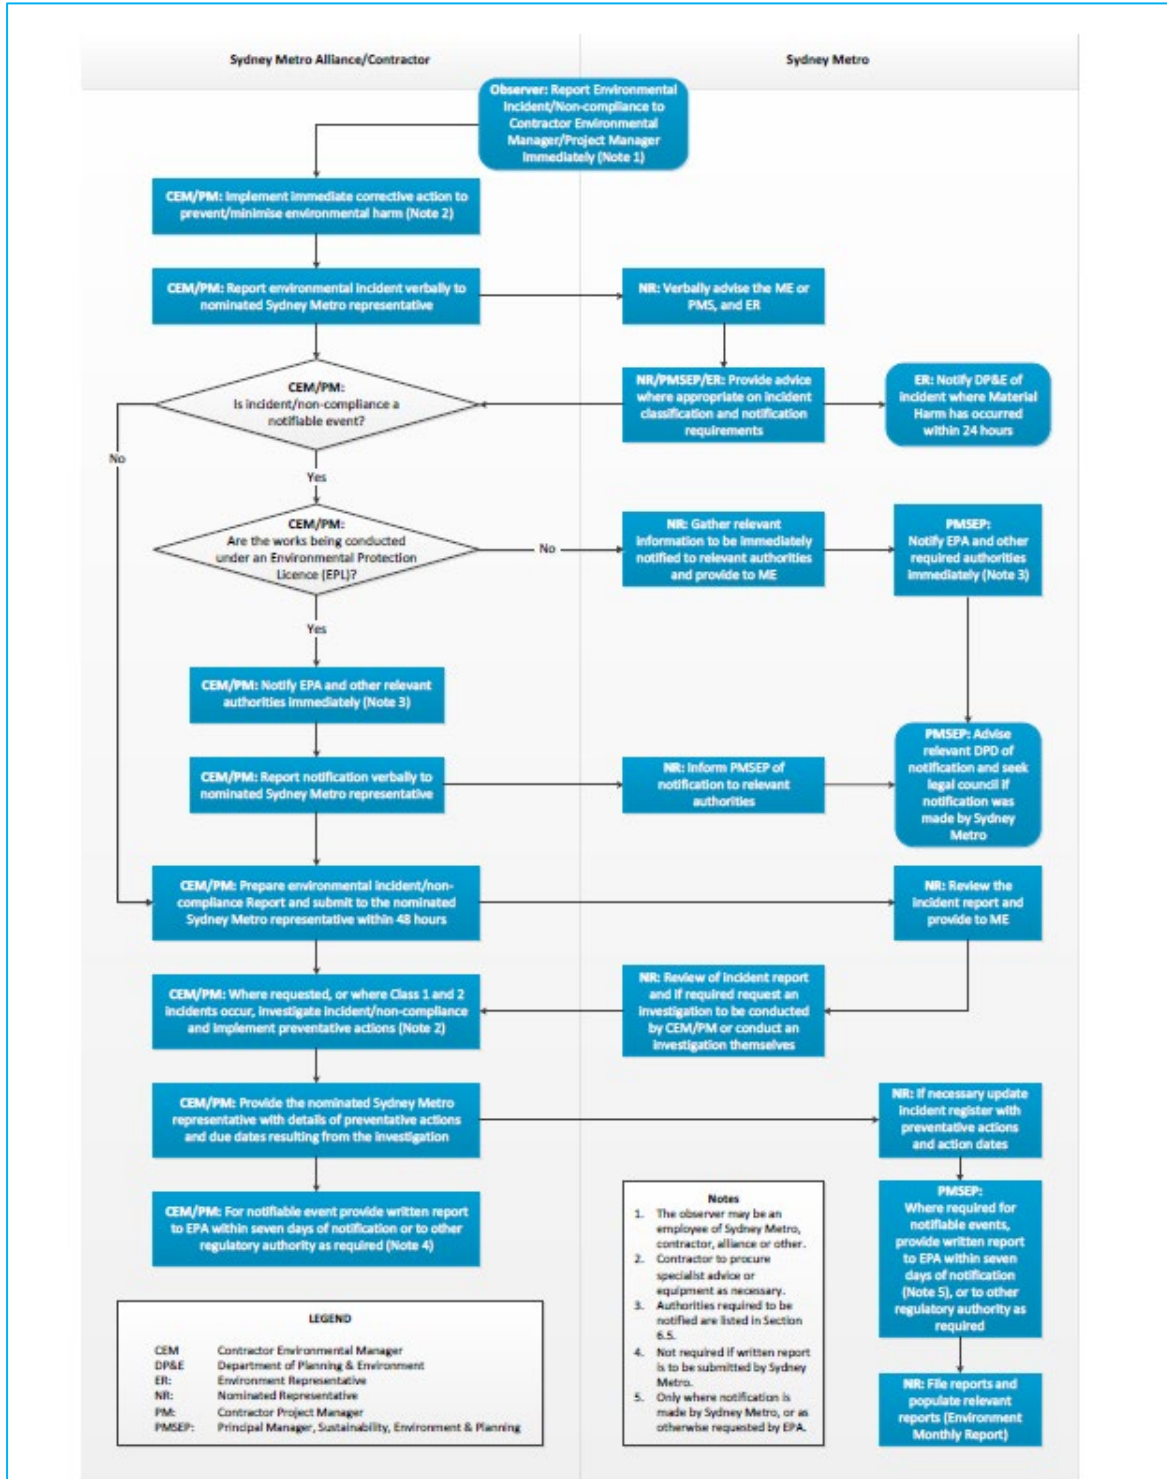 Sydney Metro Alliance/Contractor
Sydney Metro
Observer: Report Environmental
Incident/Non-compliance to
Contractor Environmental
Manager/Project Manager
Immediately (Note 1)
CEM/PM: Implement immediate corrective action to
prevent/minimise environmental harm (Note 2)
CEM/PM: Report environmental incident verbally to
nominated Sydney Metro representative
NR: Verbally advise the ME or
PMS, and ER
CEM/PM:
Is incident/non-compliance a
notifiable event?
NR/PMSEP/ER: Provide advice
where appropriate on incident
classification and notification
requirements
ER: Notify DP&E of
incident where Material
Harm has occurred
within 24 hours
No
Yes
CEM/PM:
Are the works being conducted
under an Environmental Protection
Licence (EPL)?
No
NR: Gather relevant
information to be immediately
notified to relevant authorities
and provide to ME
PMSEP:
Notify EPA and other
required authorities
immediately (Note 3)
Yes
CEM/PM: Notify EPA and other relevant
authorities immediately (Note 3)
CEM/PM: Report notification verbally to
nominated Sydney Metro representative
NR: Inform PMSEP of
notification to relevant
authorities
PMSEP: Advise
relevant DPD of
notification and seek
legal council if
notification was
made by Sydney
Metro
CEM/PM: Prepare environmental incident/non-
compliance Report and submit to the nominated
Sydney Metro representative within 48 hours
NR: Review the
incident report and
provide to ME
CEM/PM: Where requested, or where Class 1 and 2
incidents occur, investigate incident/non-compliance
and implement preventative actions (Note 2)
NR: Review of incident report
and if required request an
investigation to be conducted
by CEM/PM or conduct an
investigation themselves
CEM/PM: Provide the nominated Sydney Metro
representative with details of preventative actions
and due dates resulting from the investigation
NR: If necessary update
incident register with
preventative actions
and action dates
CEM/PM: For notifiable event provide written report
to EPA within seven days of notification or to other
regulatory authority as required (Note 4)
PMSEP:
Where required for
notifiable events,
provide written report
to EPA within seven
days of notification
(Note 5), or to other
regulatory authority as
required
NR: File reports and
populate relevant
reports (Environment
Monthly Report)
LEGEND
CEM Contractor Environmental Manager
DP&E Department of Planning & Environment
ER: Environment Representative
NR: Nominated Representative
PM: Contractor Project Manager
PMSEP: Principal Manager, Sustainability, Environment & Planning
Notes
1. The observer may be an
employee of Sydney Metro,
contractor, alliance or other.
2. Contractor to procure
specialist advice or
equipment as necessary.
3. Authorities required to be
notified are listed in Section
6.5.
4. Not required if written report
is to be submitted by Sydney
Metro.
5. Only where notification is
made by Sydney Metro, or as
otherwise requested by EPA.